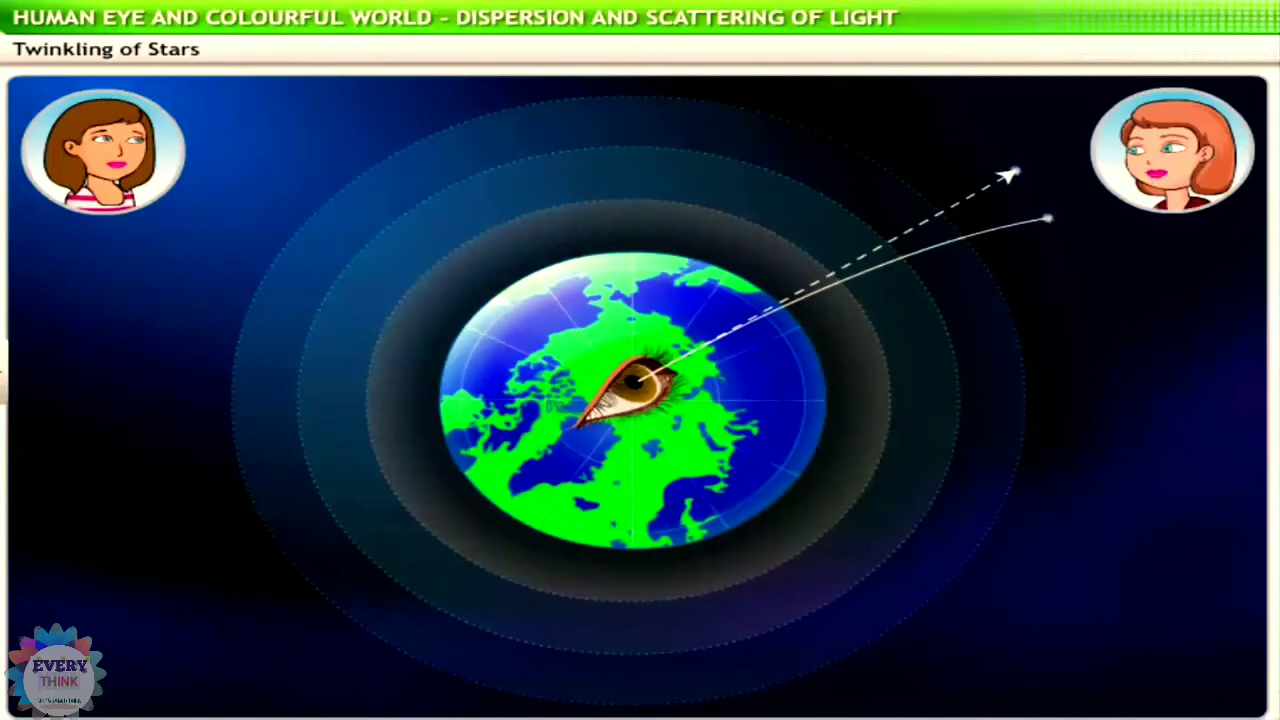 HUMAN EYE AND COLOURFUL WORLD - DISPERSION AND SCATTERING OF LIGHT
Twinkling of Stars
EVERY
THINK